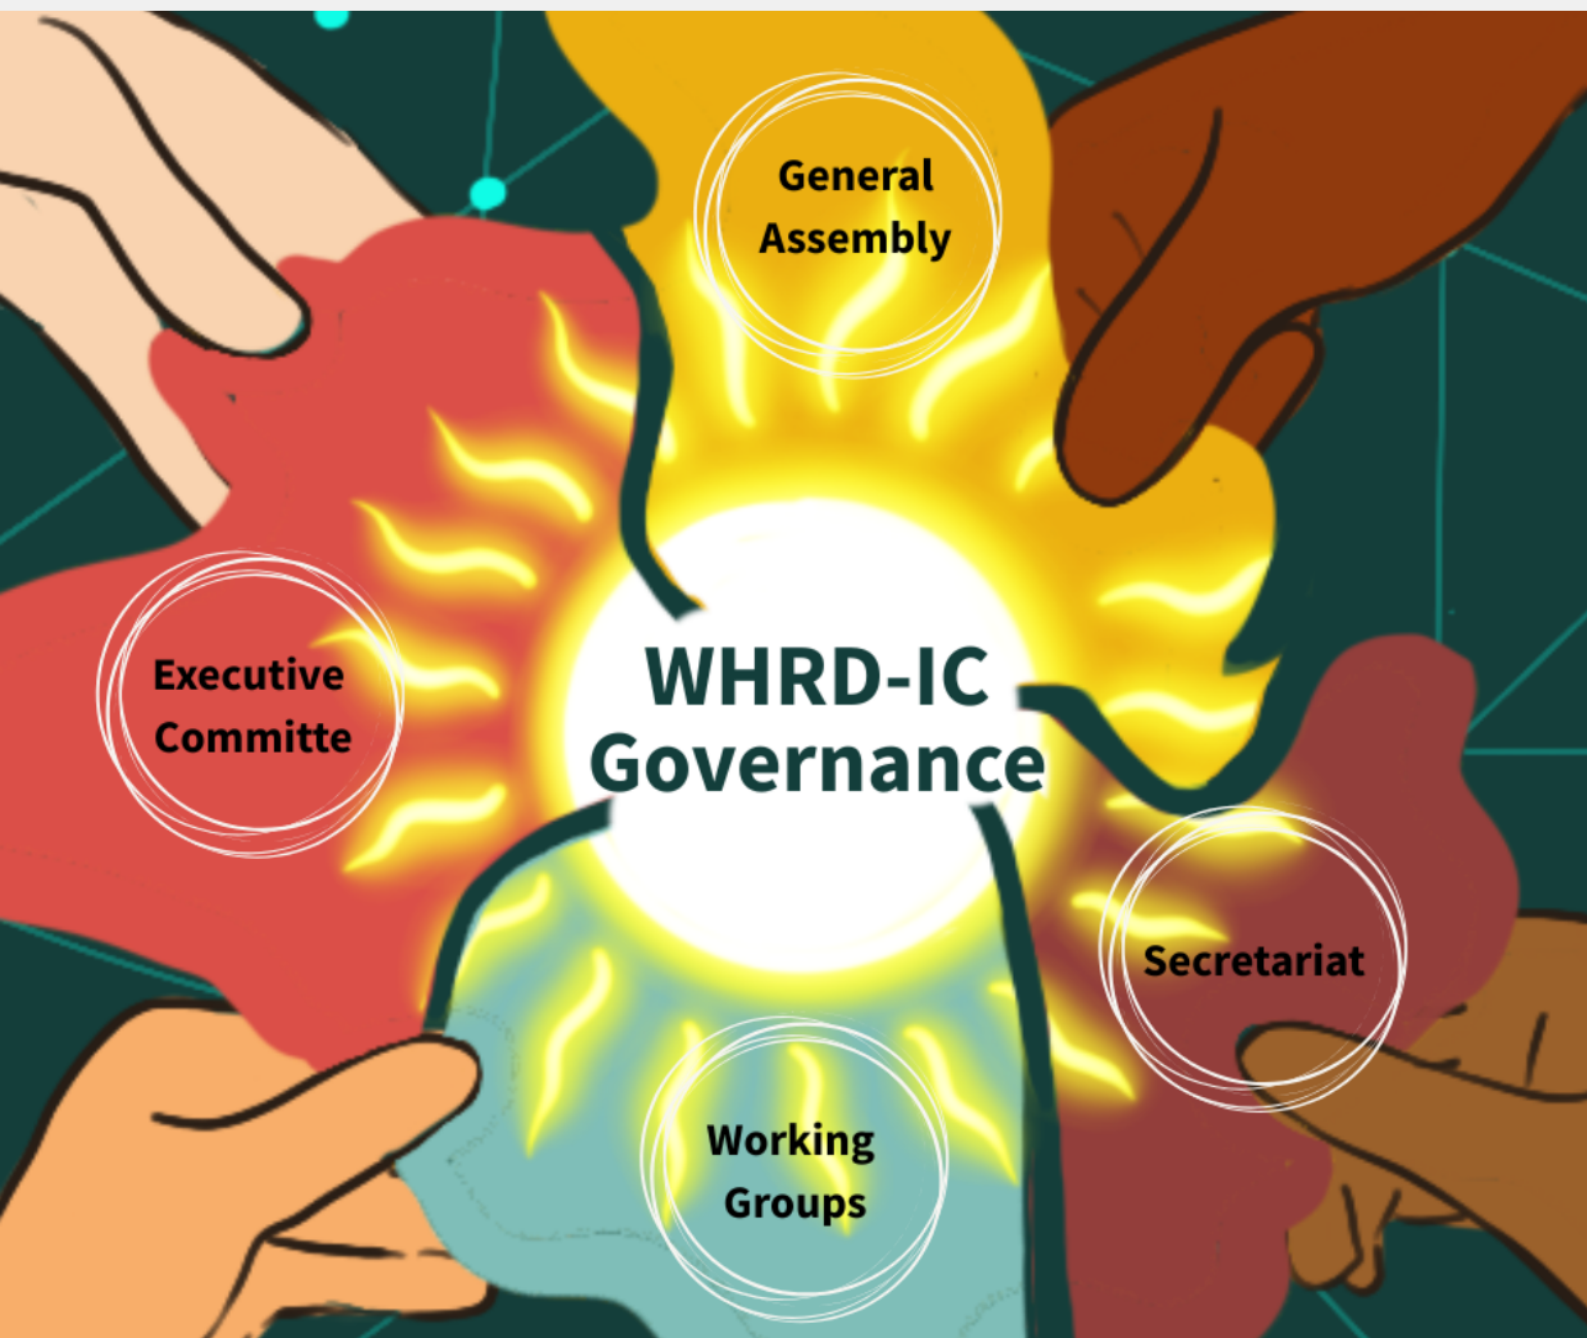 General
Assembly
Executive
Committe
WHRD-IC
Governance
Secretariat
Working
Groups